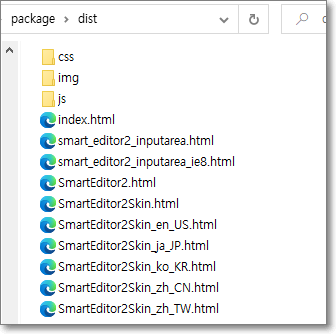 package > dist
css
img
js
index.html
smart_editor2_inputarea.html
smart_editor2_inputarea_ie8.html
SmartEditor2.html
SmartEditor2Skin.html
SmartEditor2Skin_en_US.html
SmartEditor2Skin_ja_JP.html
SmartEditor2Skin_ko_KR.html
SmartEditor2Skin_zh_CN.html
SmartEditor2Skin_zh_TW.html